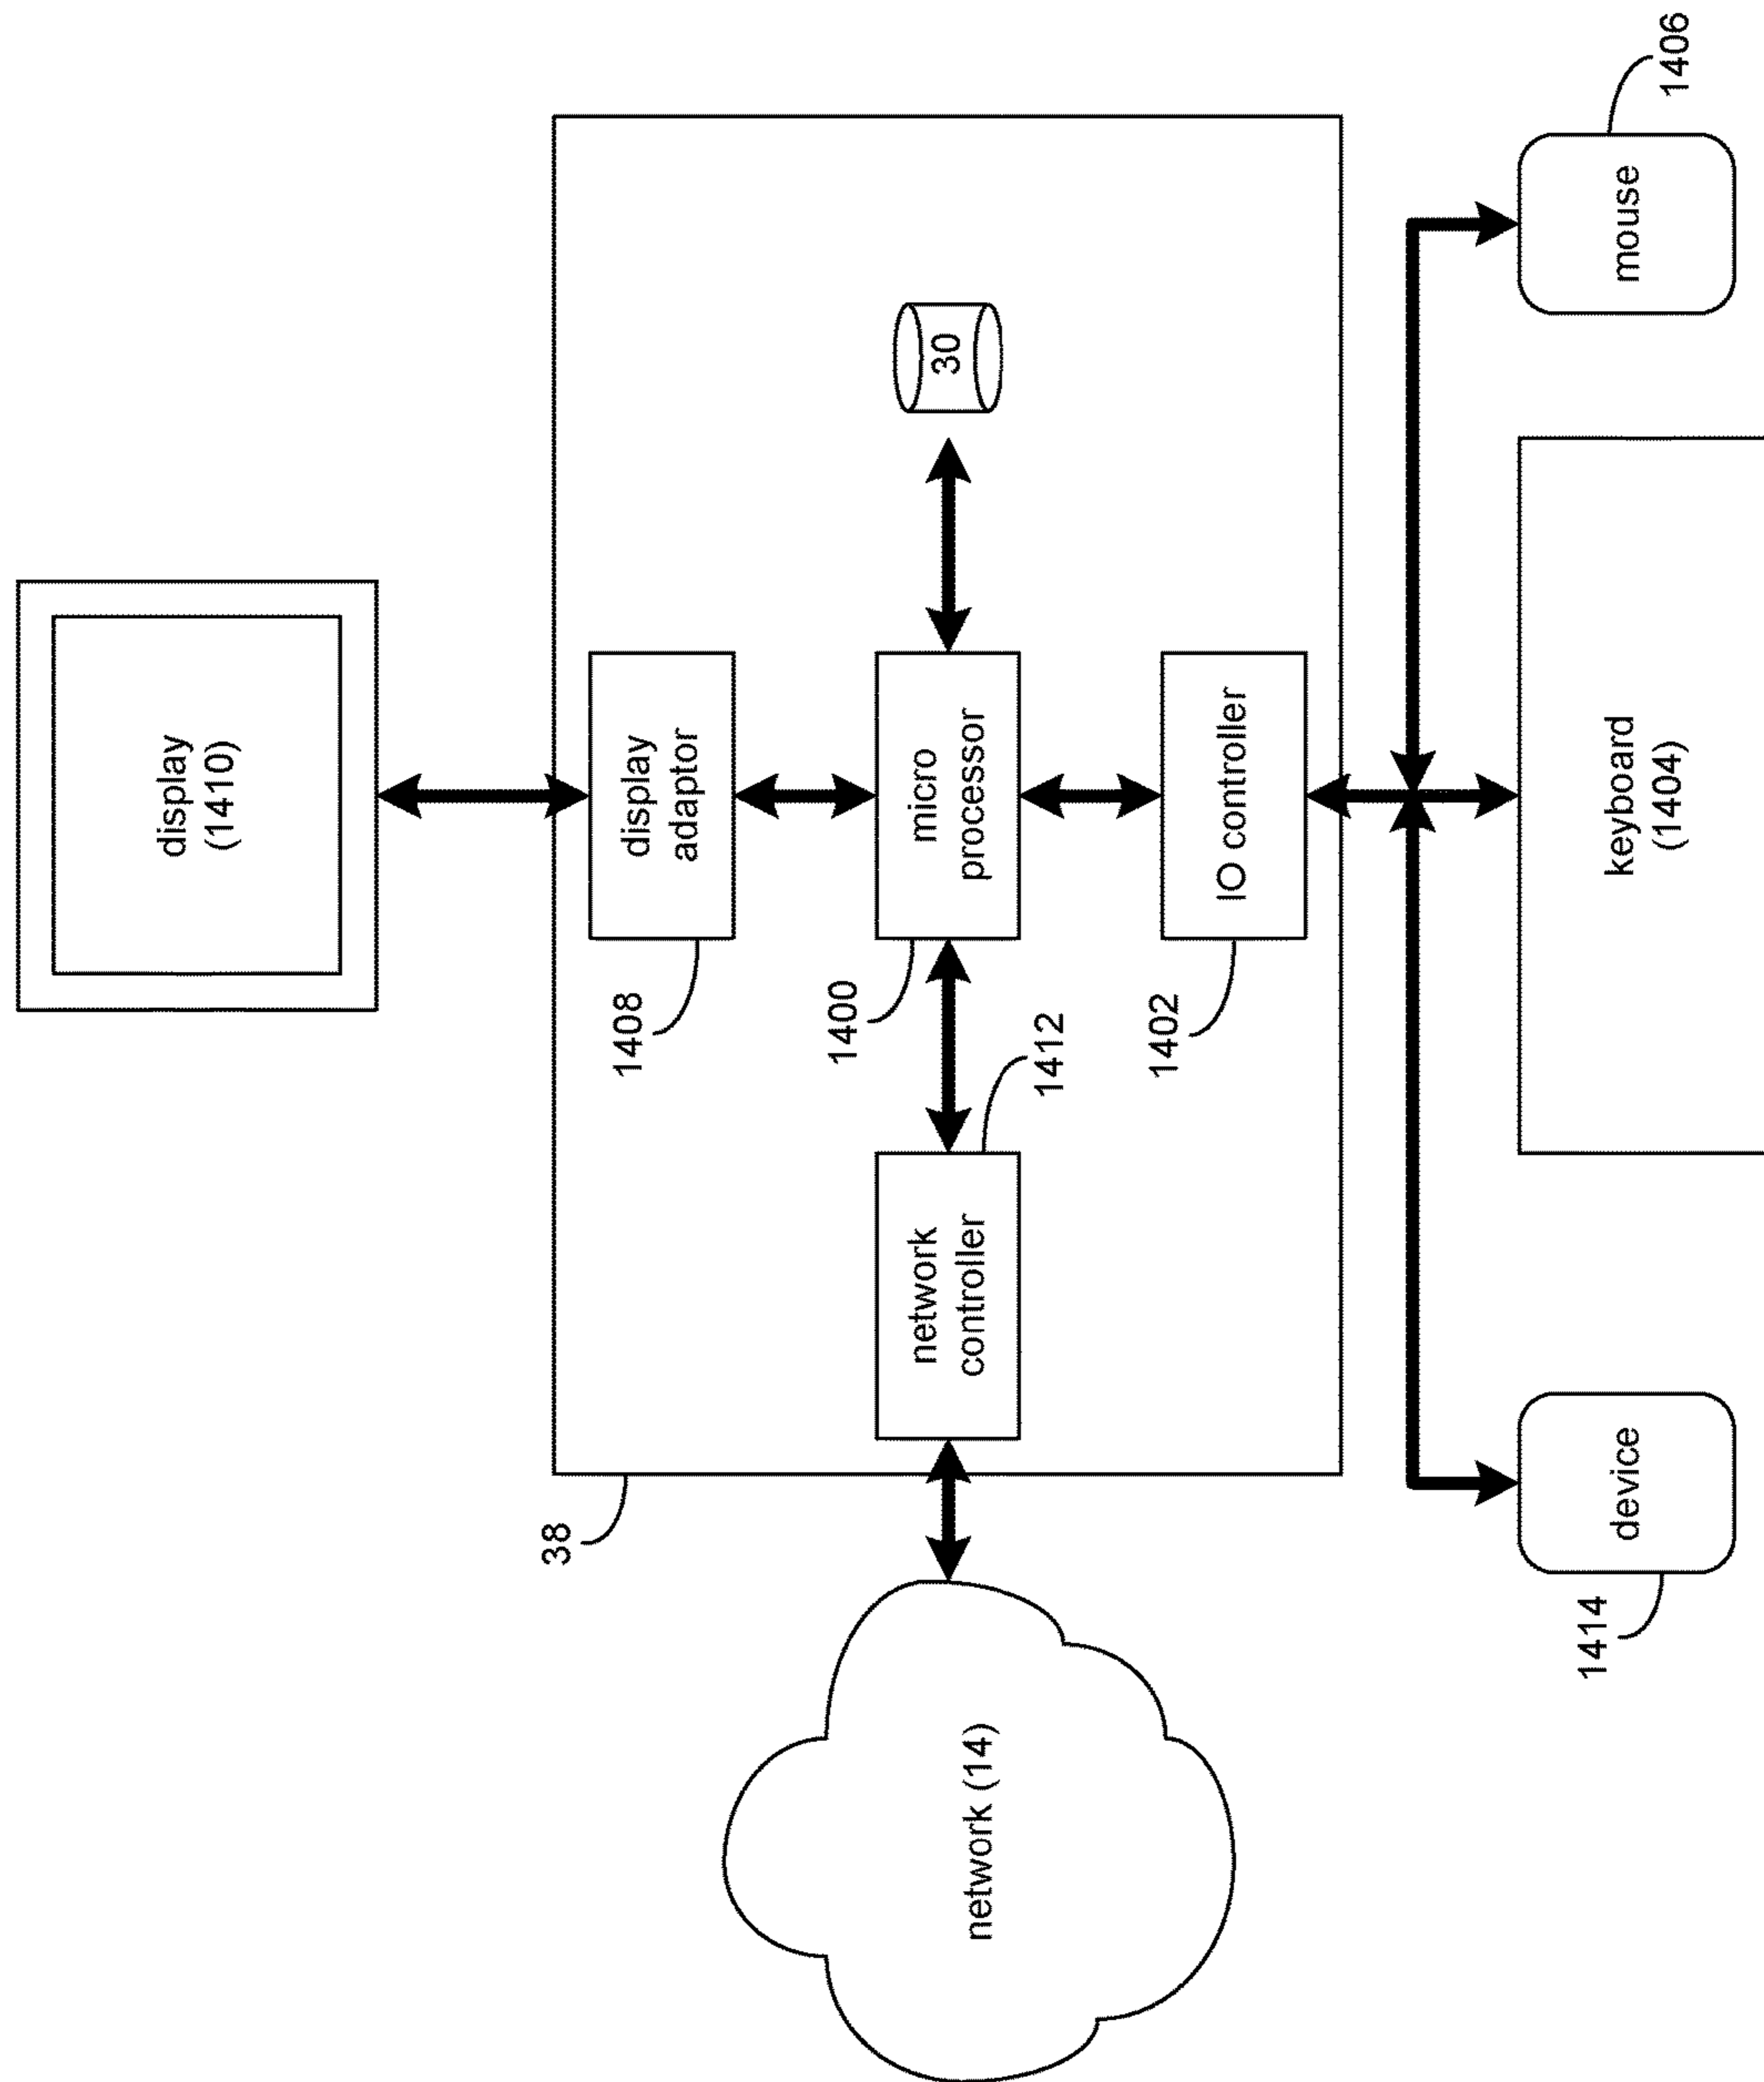 display
(1410)
38
1408
display
adaptor
network (14)
network
controller
1412
1400
micro
processor
30
1402
IO controller
1414
device
keyboard
(1404)
mouse
1406